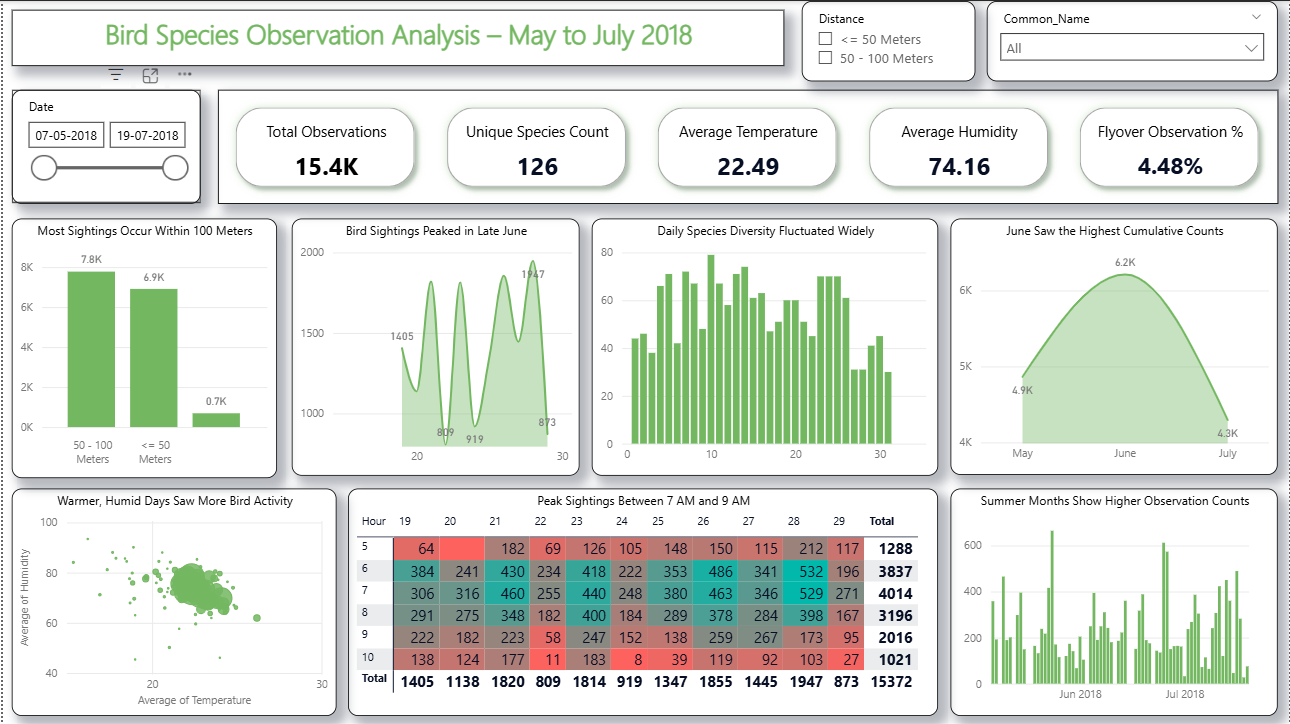 Bird Species Observation Analysis – May to July 2018
Distance
<= 50 Meters
50 - 100 Meters
Common_Name
All
Date
07-05-2018 19-07-2018
Total Observations
15.4K
Unique Species Count
126
Average Temperature
22.49
Average Humidity
74.16
Flyover Observation %
4.48%
Most Sightings Occur Within 100 Meters
8K
6K
4K
2K
0K
7.8K
6.9K
0.7K
50 - 100
Meters
<= 50
Meters
Bird Sightings Peaked in Late June
2000
1500
1000
1405
809
919
1947
873
20 30
Daily Species Diversity Fluctuated Widely
80
60
40
20
0
0 10 20 30
June Saw the Highest Cumulative Counts
6K
5K
4K
4.9K
6.2K
4.3K
May June July
Warmer, Humid Days Saw More Bird Activity
Average of Humidity
100
80
60
40
20 30
Average of Temperature
Peak Sightings Between 7 AM and 9 AM
Hour 19 20 21 22 23 24 25 26 27 28 29 Total
5 64 182 69 126 105 148 150 115 212 117 1288
6 384 241 430 234 418 222 353 486 341 532 196 3837
7 306 316 460 255 440 248 380 463 346 529 271 4014
8 291 275 348 182 400 184 289 378 284 398 167 3196
9 222 182 223 58 247 152 138 259 267 173 95 2016
10 138 124 177 11 183 8 39 119 92 103 27 1021
Total 1405 1138 1820 809 1814 919 1347 1855 1445 1947 873 15372
Summer Months Show Higher Observation Counts
600
400
200
0
Jun 2018 Jul 2018